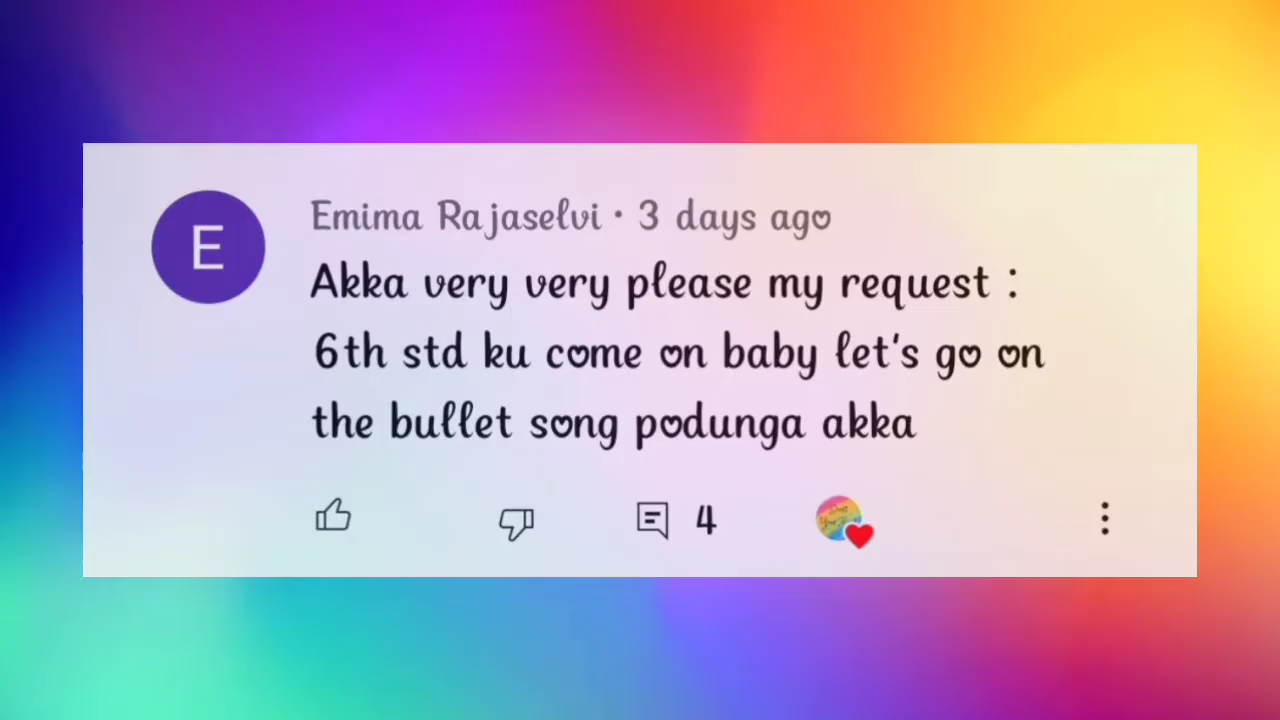 E
Emima Rajaselvi · 3 days ago
Akka very very please my request :
6th std ku come on baby let's go on
the bullet song podunga akka
4